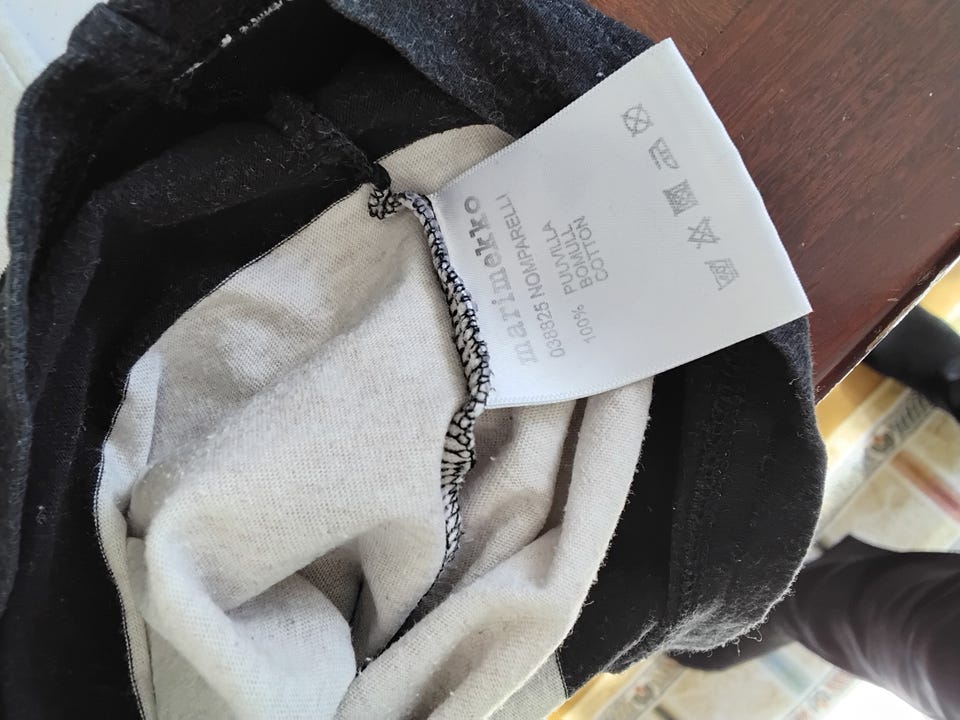 marimekko
038825 NOMPARELLI
100% PUUVILLA
BOMULL
COTTON